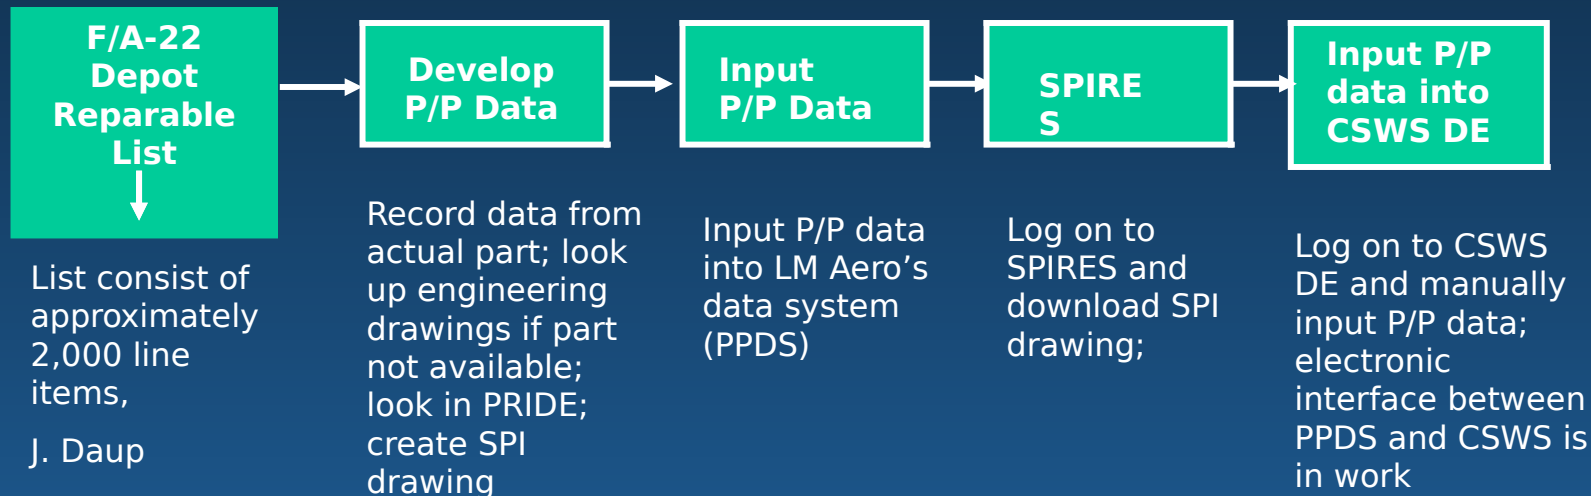 F/A-22
Depot
Reparable
List
Develop
P/P Data
Input
P/P Data
SPIRE
S
Input P/P
data into
CSWS DE
List consist of
approximately
2,000 line
items,
J. Daup
Record data from
actual part; look
up engineering
drawings if part
not available;
look in PRIDE;
create SPI
drawing
Input P/P data
into LM Aero’s
data system
(PPDS)
Log on to
SPIRES and
download SPI
drawing;
Log on to CSWS
DE and manually
input P/P data;
electronic
interface between
PPDS and CSWS is
in work